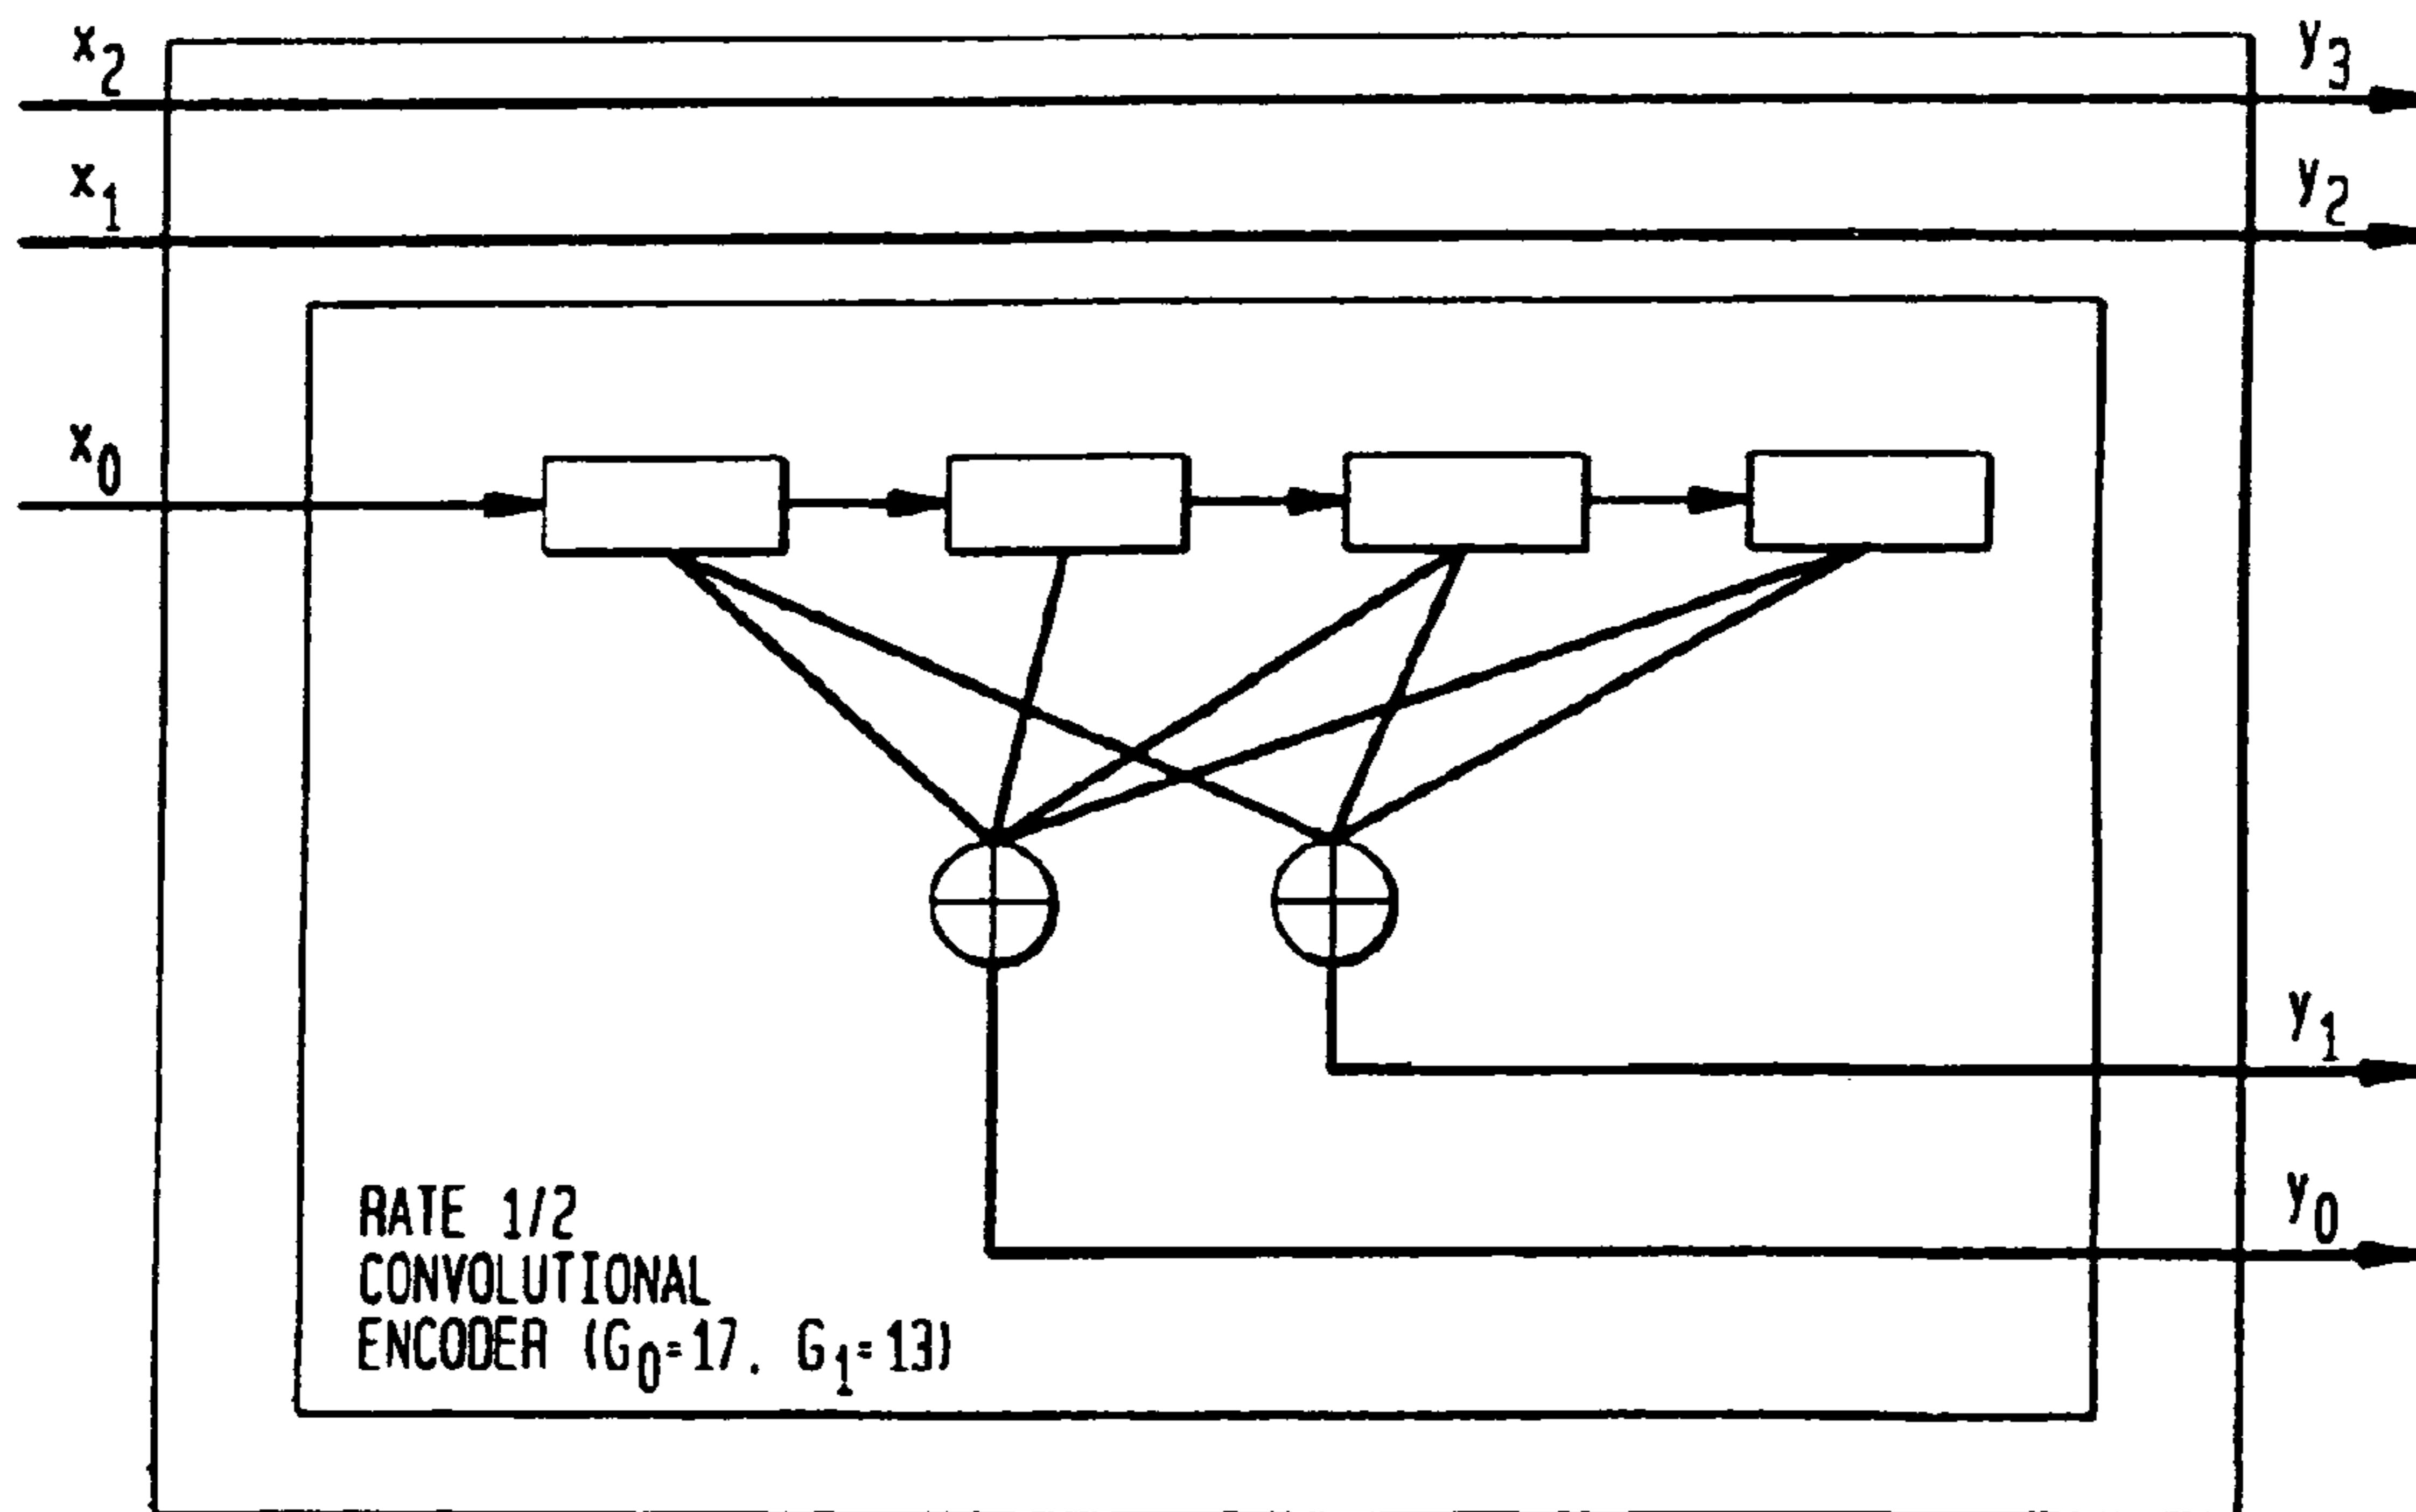 x2
y3
x1
y2
x0
y1
y0
RATE 1/2
CONVOLUTIONAL
ENCODER (G0=17. G1=13)